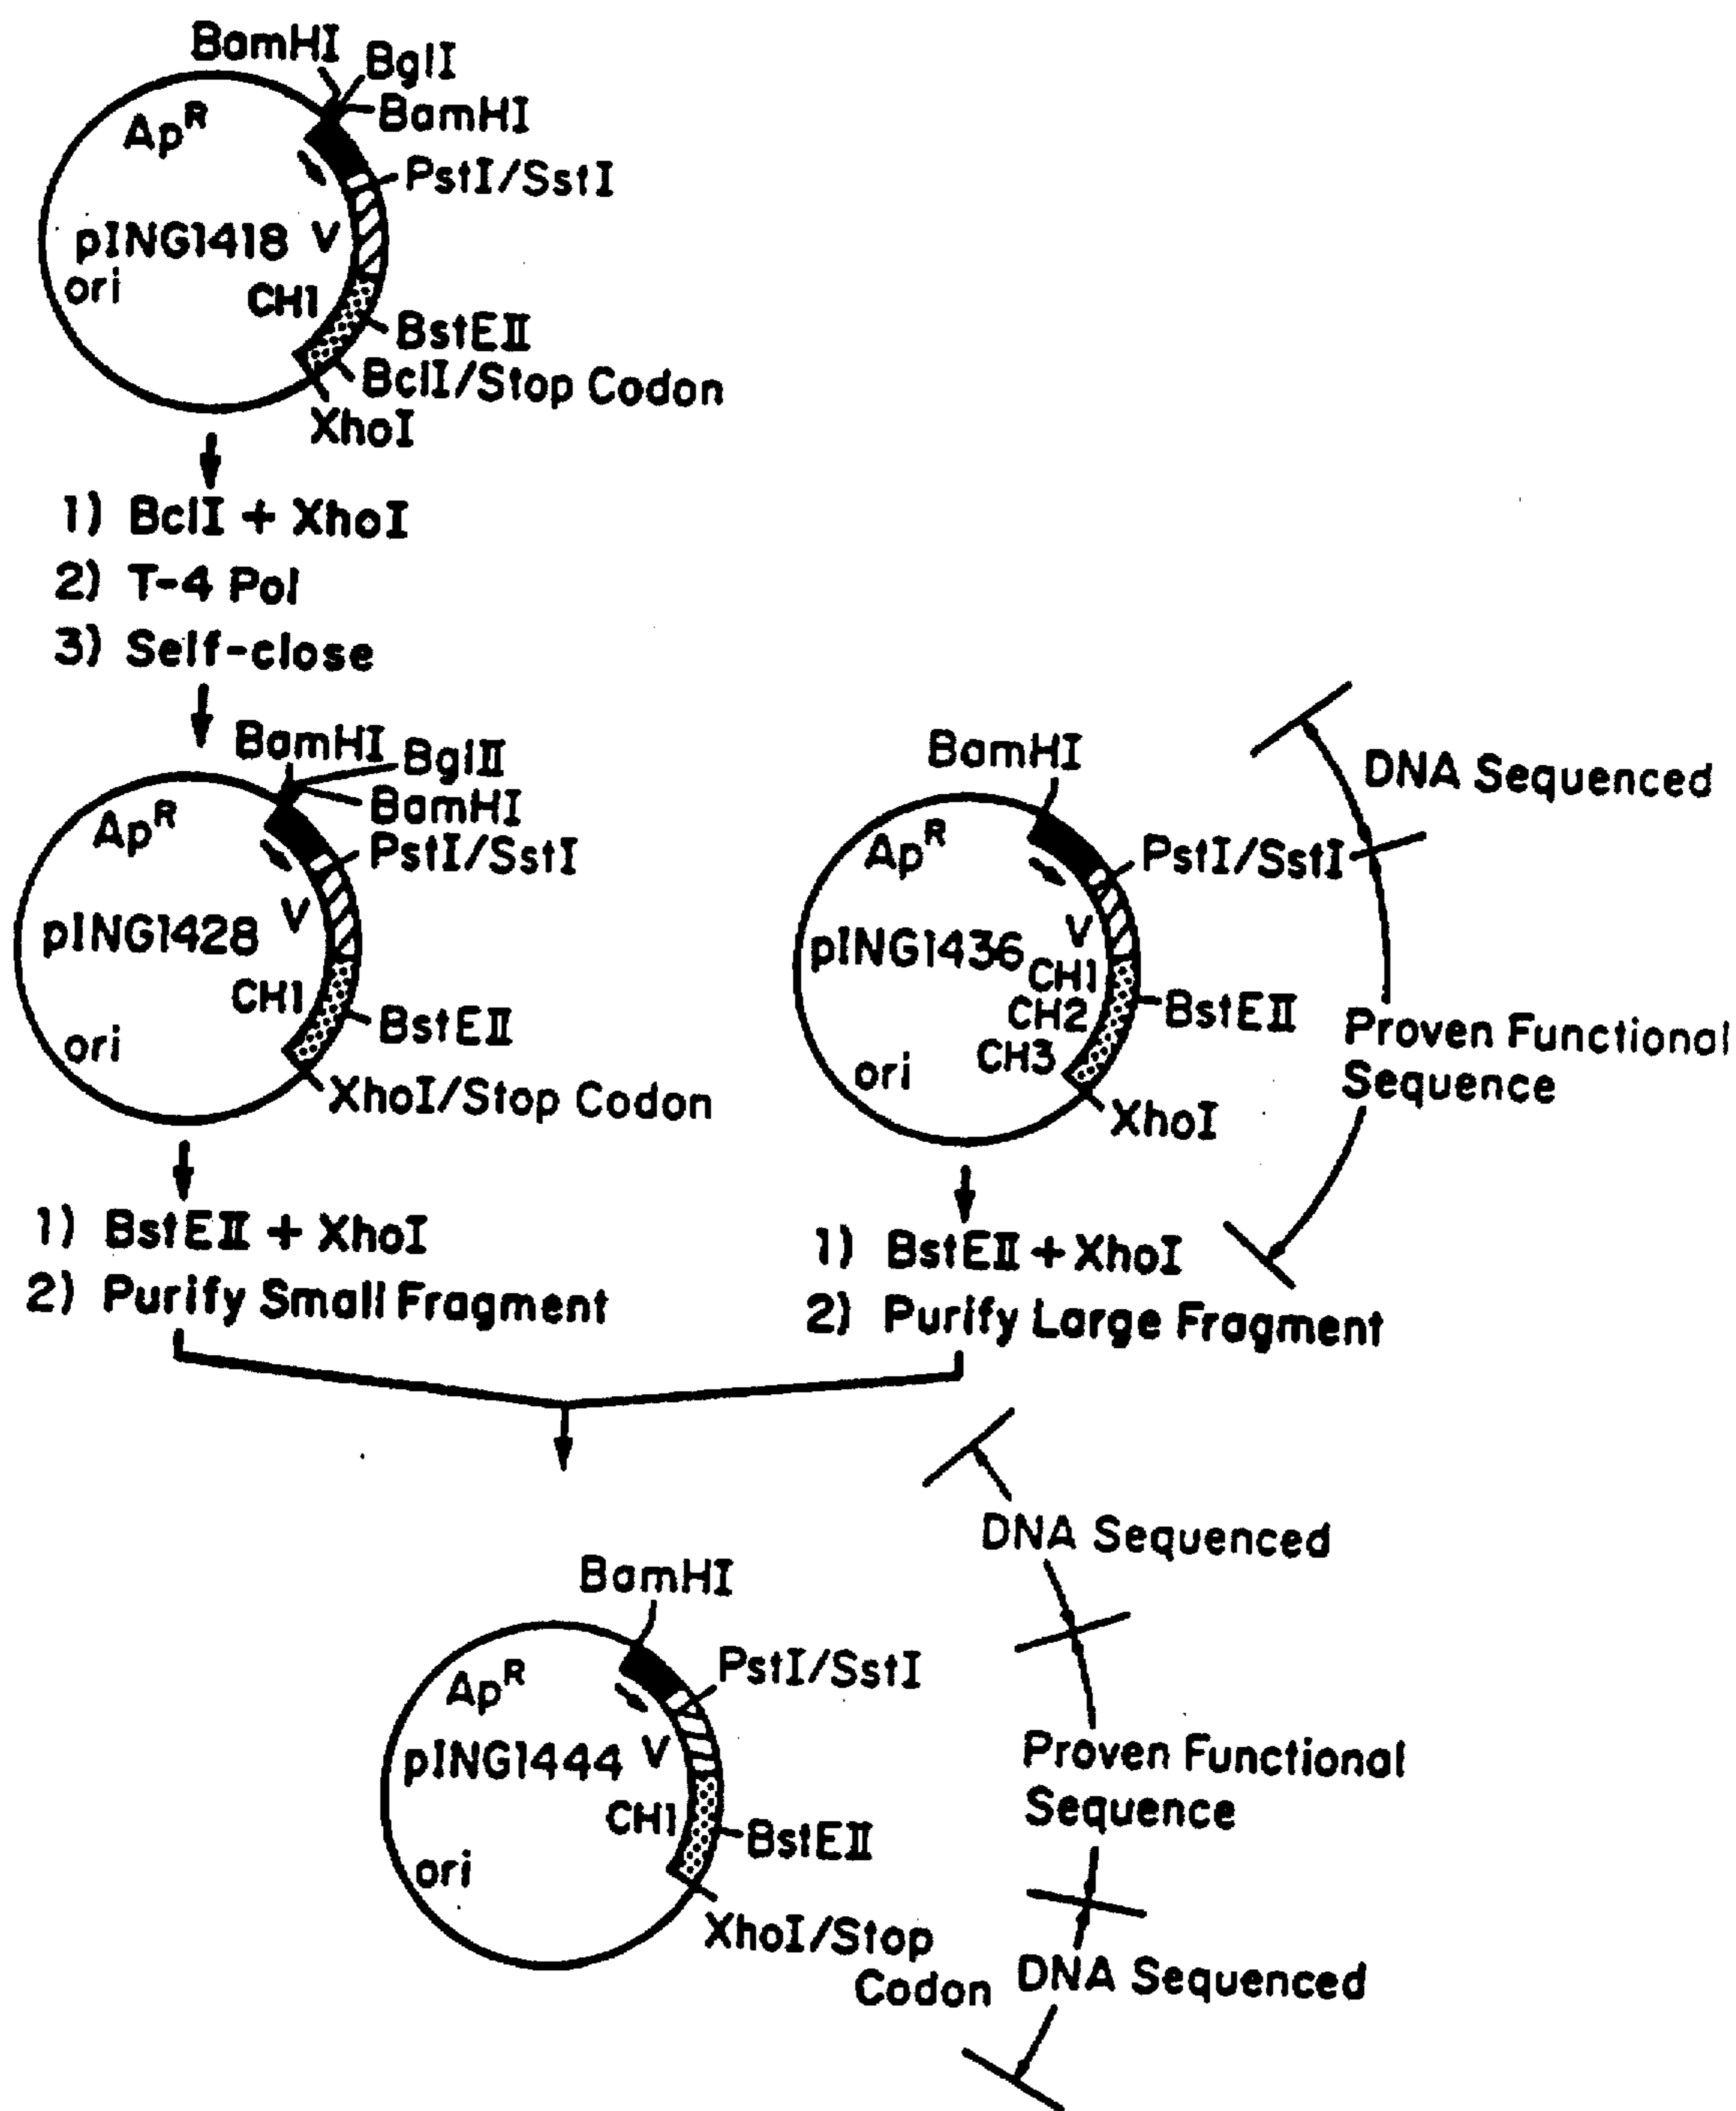 BamHI
BglI
BamHI
Ap^R
PstI/SstI
pING1418
V
ori
CH1
BstEII
BclI/Stop Codon
XhoI
1) BclI + XhoI
2) T-4 Pol
3) Self-close
BamHI
BglII
BamHI
Ap^R
PstI/SstI
V
pING1428
CH1
BstEII
ori
XhoI/Stop Codon
1) BstEII + XhoI
2) Purify Small Fragment
BamHI
DNA Sequenced
Ap^R
PstI/SstI
V
pING1436
CH1
CH2
BstEII
CH3
ori
XhoI
Proven Functional
Sequence
1) BstEII + XhoI
2) Purify Large Fragment
DNA Sequenced
BamHI
PstI/SstI
Ap^R
V
pING1444
Proven Functional
Sequence
CH1
BstEII
ori
XhoI/Stop
Codon
DNA Sequenced